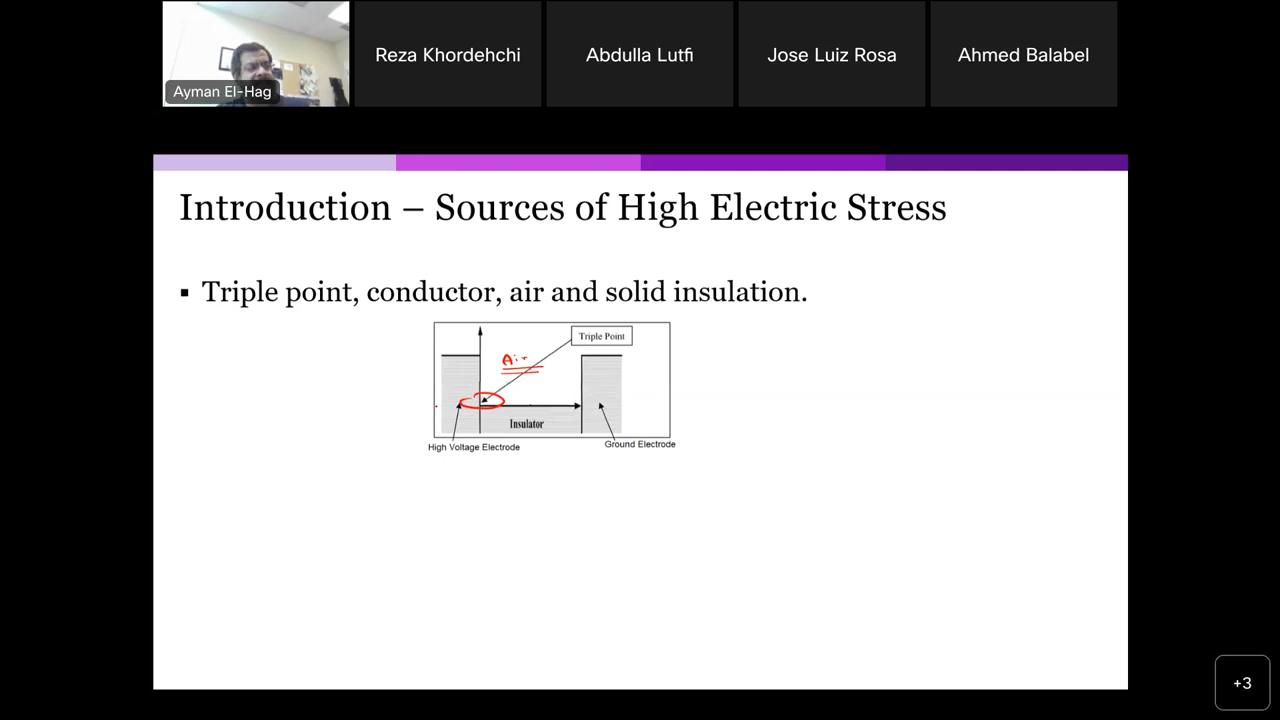 Ayman El-Hag
Reza Khordehchi
Abdulla Lutfi
Jose Luiz Rosa
Ahmed Balabel
Introduction – Sources of High Electric Stress
▪ Triple point, conductor, air and solid insulation.
Triple Point
Air
Insulator
High Voltage Electrode
Ground Electrode
+3